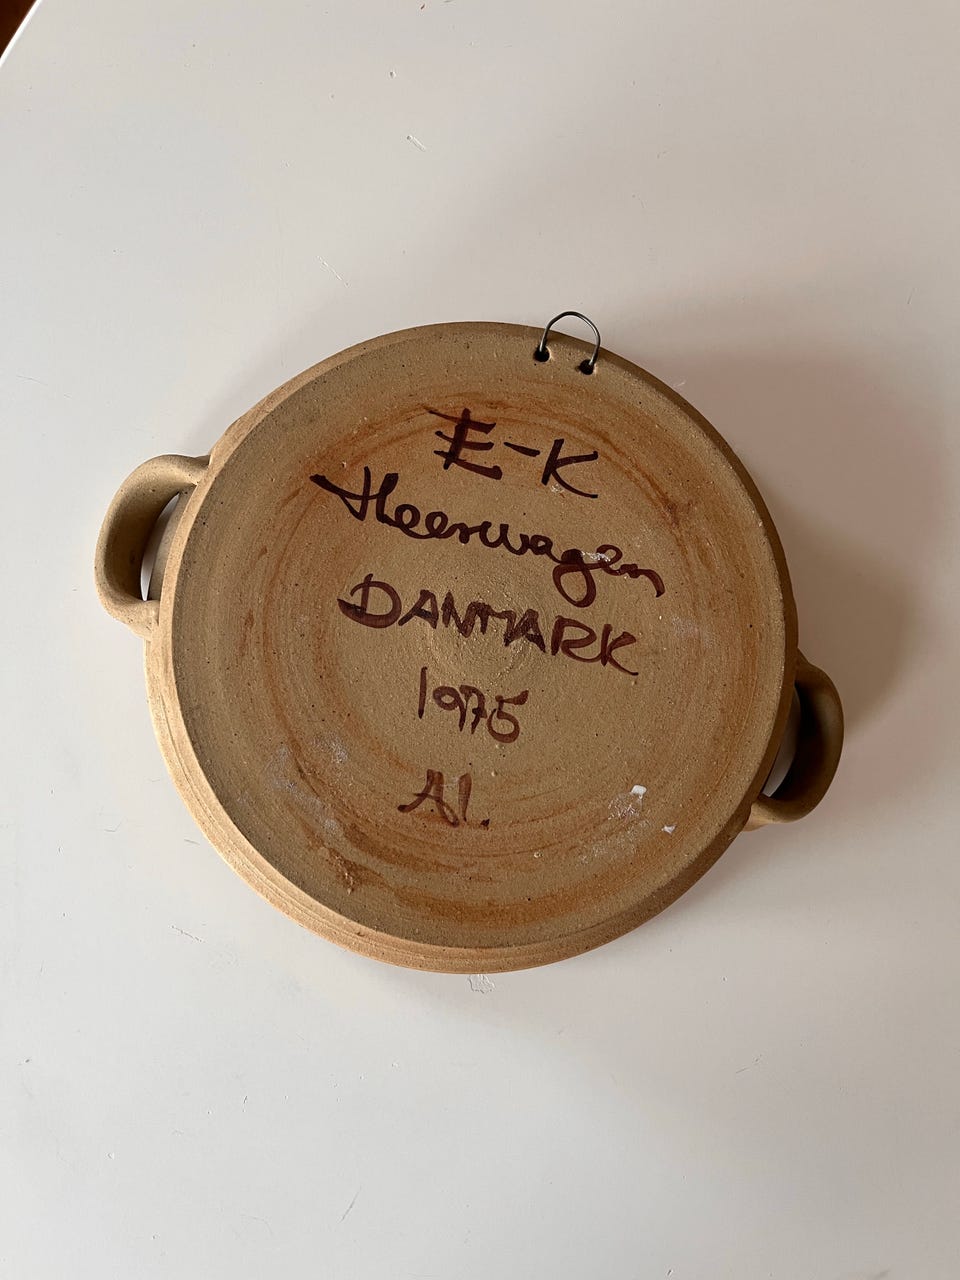 E-K
Heerwagen
DANMARK
1975
Al.